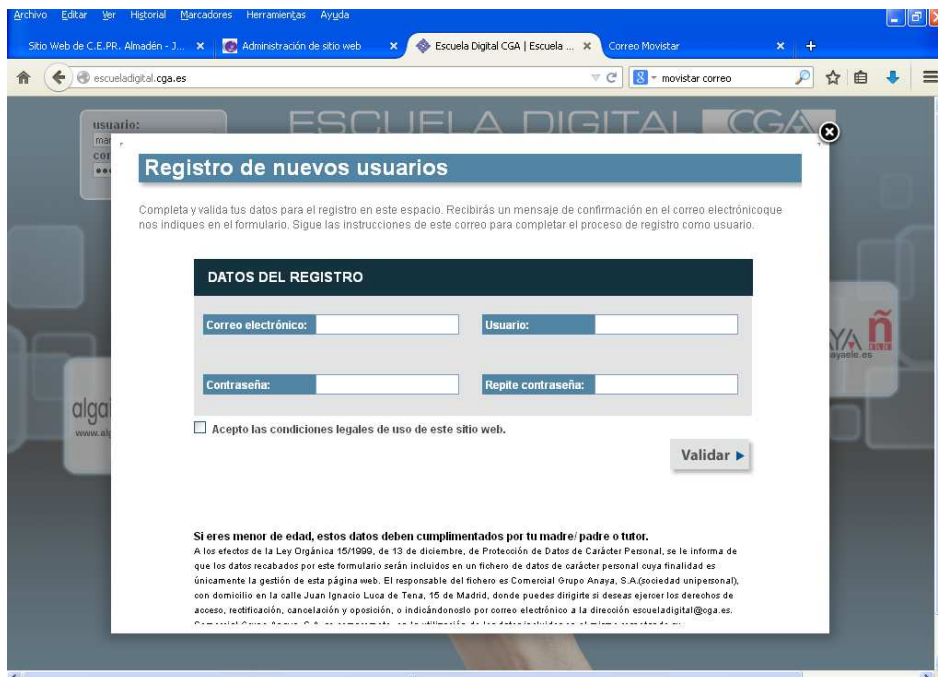 Archivo Editar Ver Historial Marcadores Herramientas Ayuda
Sitio Web de C.E.PR. Almadén - J... Administración de sitio web Escuela Digital CGA | Escuela ... Correo Movistar
escueladigital.cga.es movistar correo
ESCUELA DIGITAL CGA
usuario:
Registro de nuevos usuarios
Completa y valida tus datos para el registro en este espacio. Recibirás un mensaje de confirmación en el correo electrónicoque
nos indiques en el formulario. Sigue las instrucciones de este correo para completar el proceso de registro como usuario.
DATOS DEL REGISTRO
Correo electrónico: Usuario:
Contraseña: Repite contraseña:
Acepto las condiciones legales de uso de este sitio web.
Validar
Si eres menor de edad, estos datos deben cumplimentados por tu madre/ padre o tutor.
A los efectos de la Ley Orgánica 15/1999, de 13 de diciembre, de Protección de Datos de Carácter Personal, se le informa de
que los datos recabados por este formulario serán incluidos en un fichero de datos de carácter personal cuya finalidad es
únicamente la gestión de esta página web. El responsable del fichero es Comercial Grupo Anaya, S.A.(sociedad unipersonal),
con domicilio en la calle Juan Ignacio Luca de Tena, 15 de Madrid, donde puedes dirigirte si deseas ejercer los derechos de
acceso, rectificación, cancelación y oposición, o indicándonoslo por correo electrónico a la dirección escueladigital@cga.es.